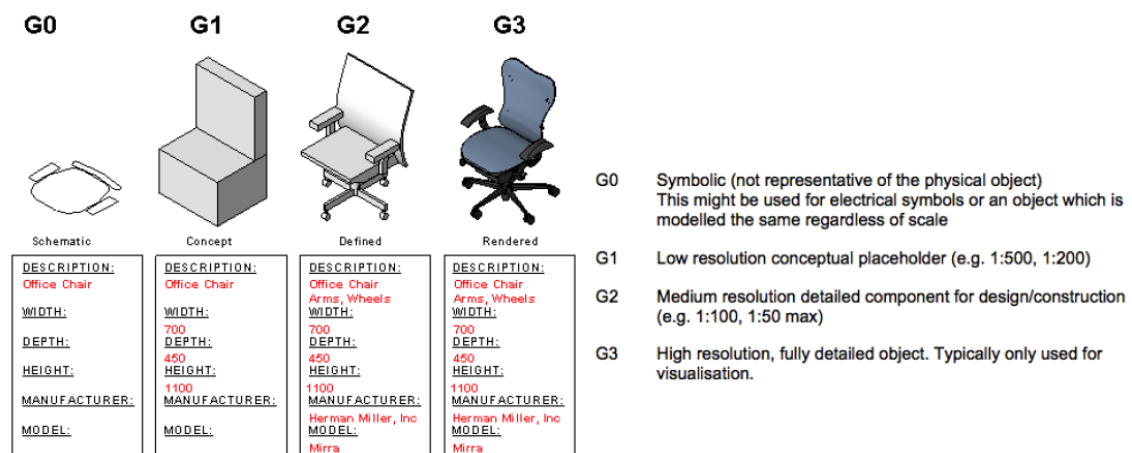 G0
G1
G2
G3
Schematic
Concept
Defined
Rendered
DESCRIPTION:
Office Chair
WIDTH:
DEPTH:
HEIGHT:
MANUFACTURER:
MODEL:
DESCRIPTION:
Office Chair
WIDTH:
700
DEPTH:
450
HEIGHT:
1100
MANUFACTURER:
MODEL:
DESCRIPTION:
Office Chair
Arms, Wheels
WIDTH:
700
DEPTH:
450
HEIGHT:
1100
MANUFACTURER:
Herman Miller, Inc
MODEL:
Mirra
DESCRIPTION:
Office Chair
Arms, Wheels
WIDTH:
700
DEPTH:
450
HEIGHT:
1100
MANUFACTURER:
Herman Miller, Inc
MODEL:
Mirra
G0 Symbolic (not representative of the physical object)
This might be used for electrical symbols or an object which is
modelled the same regardless of scale
G1 Low resolution conceptual placeholder (e.g. 1:500, 1:200)
G2 Medium resolution detailed component for design/construction
(e.g. 1:100, 1:50 max)
G3 High resolution, fully detailed object. Typically only used for
visualisation.